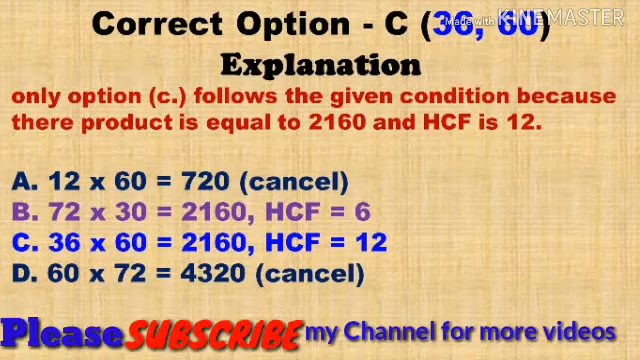 Made with KINEMASTER
Correct Option - C (36, 60)
Explanation
only option (c.) follows the given condition because
there product is equal to 2160 and HCF is 12.
A. 12 x 60 = 720 (cancel)
B. 72 x 30 = 2160, HCF = 6
C. 36 x 60 = 2160, HCF = 12
D. 60 x 72 = 4320 (cancel)
Please SUBSCRIBE my Channel for more videos